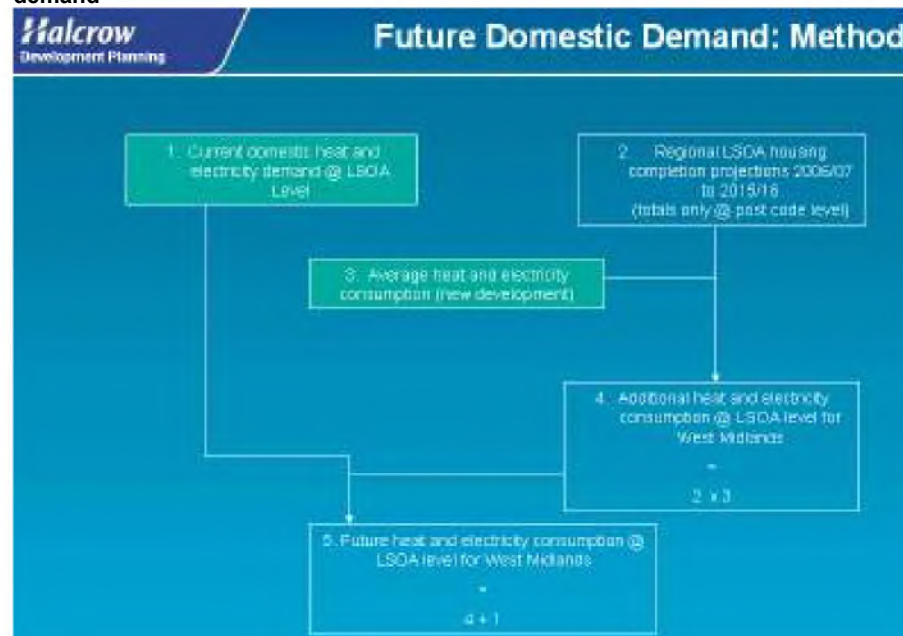 demand
Halcrow
Development Planning
Future Domestic Demand: Method
1. Current domestic heat and
electricity demand @ LSOA
Level
2. Regional LSOA housing
completion projections 2006/07
to 2015/16
(totals only @ post code level)
3. Average heat and electricity
consumption (new development)
4. Additional heat and electricity
consumption @ LSOA level for
West Midlands
=
2 x 3
5. Future heat and electricity consumption @
LSOA level for West Midlands
=
4 + 1